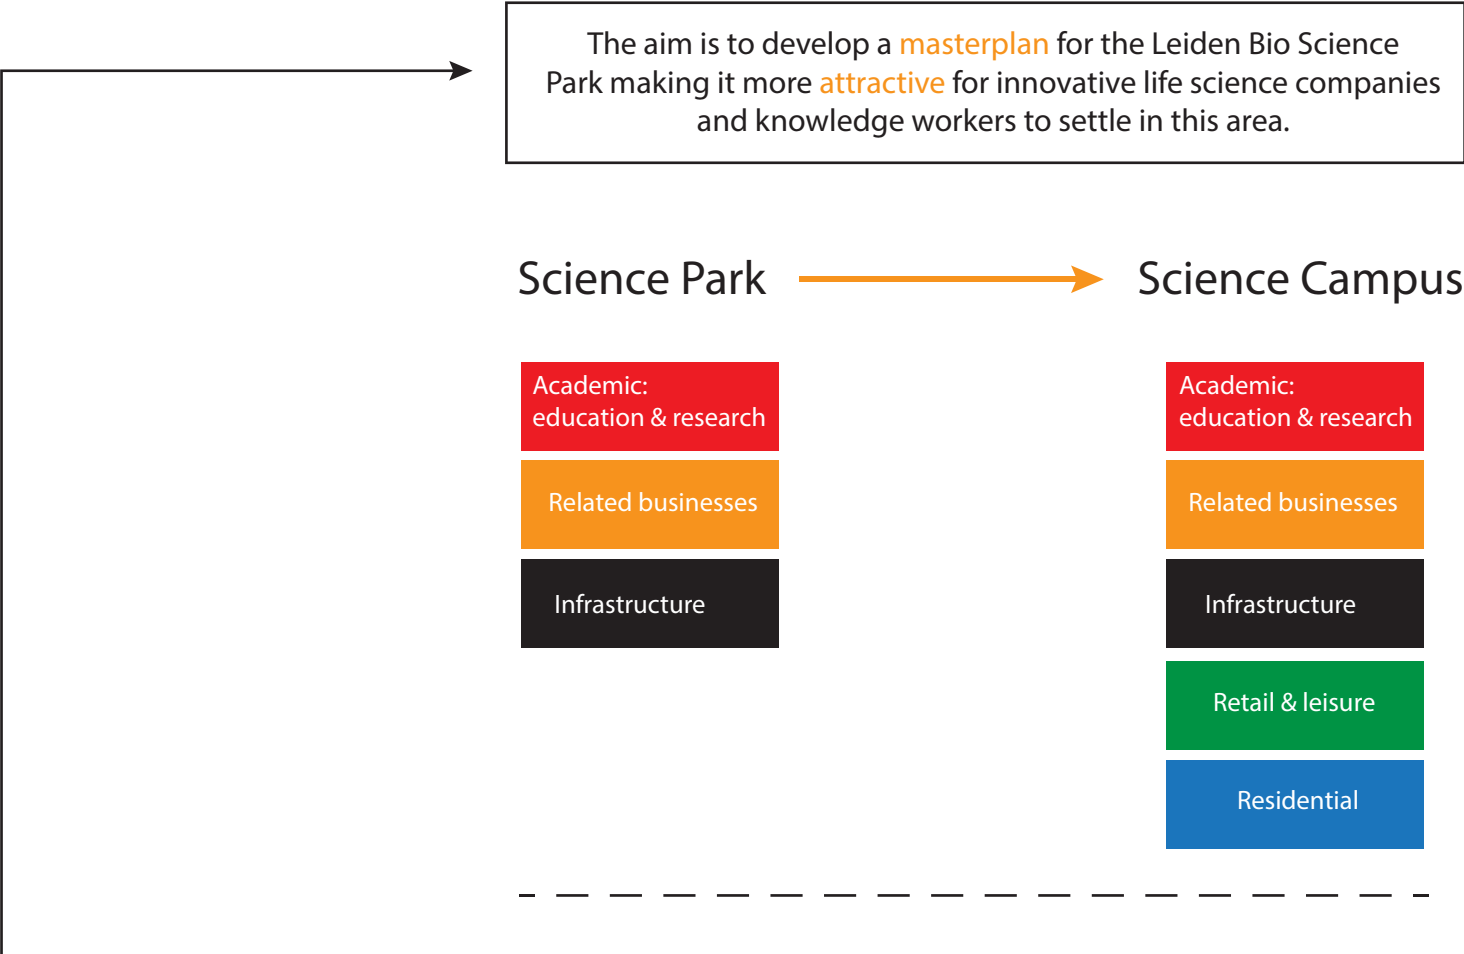 The aim is to develop a masterplan for the Leiden Bio Science
Park making it more attractive for innovative life science companies
and knowledge workers to settle in this area.
Science Park
Science Campus
Academic:
education & research
Related businesses
Infrastructure
Academic:
education & research
Related businesses
Infrastructure
Retail & leisure
Residential